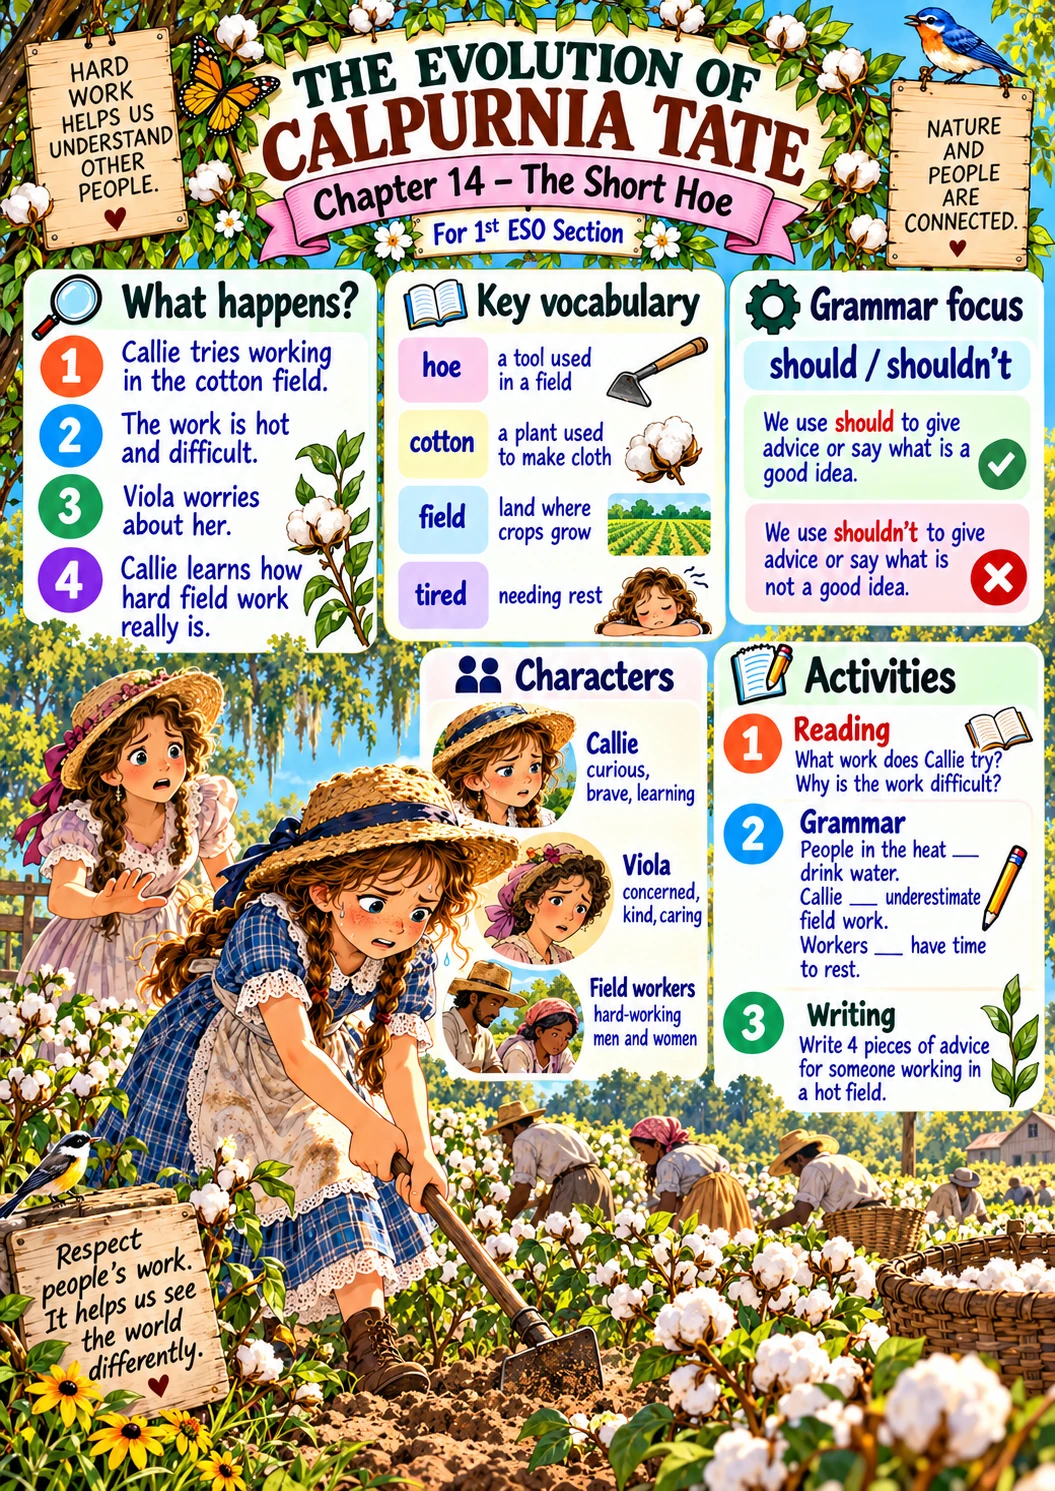 HARD
WORK
HELPS US
UNDERSTAND
OTHER
PEOPLE.
THE EVOLUTION OF
CALPURNIA TATE
Chapter 14 – The Short Hoe
For 1st ESO Section
NATURE
AND
PEOPLE
ARE
CONNECTED.
What happens?
1 Callie tries working
in the cotton field.
2 The work is hot
and difficult.
3 Viola worries
about her.
4 Callie learns how
hard field work
really is.
Key vocabulary
hoe
a tool used
in a field
cotton
a plant used
to make cloth
field
land where
crops grow
tired
needing rest
Grammar focus
should / shouldn't
We use should to give
advice or say what is a
good idea.
We use shouldn't to give
advice or say what is
not a good idea.
Characters
Callie
curious,
brave, learning
Viola
concerned,
kind, caring
Field workers
hard-working
men and women
Activities
1 Reading
What work does Callie try?
Why is the work difficult?
2 Grammar
People in the heat ___
drink water.
Callie ___ underestimate
field work.
Workers ___ have time
to rest.
3 Writing
Write 4 pieces of advice
for someone working in
a hot field.
Respect
people's work.
It helps us see
the world
differently.